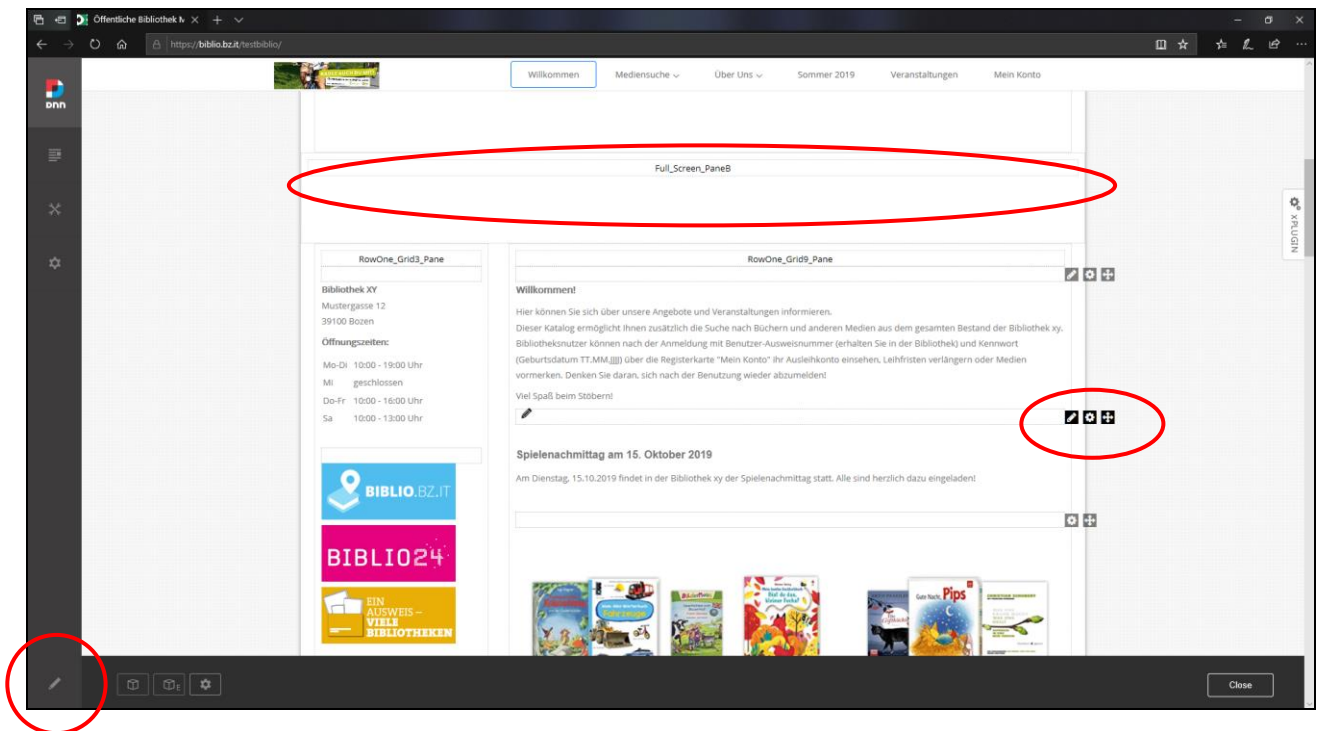 Öffentliche Bibliothek
https://biblio.bz.it/testbiblio/
dnn
Willkommen
Mediensuche
Über Uns
Sommer 2019
Veranstaltungen
Mein Konto
Full_Screen_PaneB
XPLUGIN
RowOne_Grid3_Pane
Bibliothek XY
Mustergasse 12
39100 Bozen
Öffnungszeiten:
Mo-Di 10:00 - 19:00 Uhr
Mi geschlossen
Do-Fr 10:00 - 16:00 Uhr
Sa 10:00 - 13:00 Uhr
BIBLIO.BZ.IT
BIBLIO24
EIN
AUSWEIS –
VIELE
BIBLIOTHEKEN
RowOne_Grid9_Pane
Willkommen!
Hier können Sie sich über unsere Angebote und Veranstaltungen informieren.
Dieser Katalog ermöglicht Ihnen zusätzlich die Suche nach Büchern und anderen Medien aus dem gesamten Bestand der Bibliothek xy.
Bibliotheksnutzer können nach der Anmeldung mit Benutzer-Ausweisnummer (erhalten Sie in der Bibliothek) und Kennwort
(Geburtsdatum TT.MM.JJJJ) über die Registerkarte "Mein Konto" ihr Ausleihkonto einsehen, Leihfristen verlängern oder Medien
vormerken. Denken Sie daran, sich nach der Benutzung wieder abzumelden!
Viel Spaß beim Stöbern!
Spielenachmittag am 15. Oktober 2019
Am Dienstag, 15.10.2019 findet in der Bibliothek xy der Spielenachmittag statt. Alle sind herzlich dazu eingeladen!
Fahrzeuge
Gute Nacht, Pips
E
Close